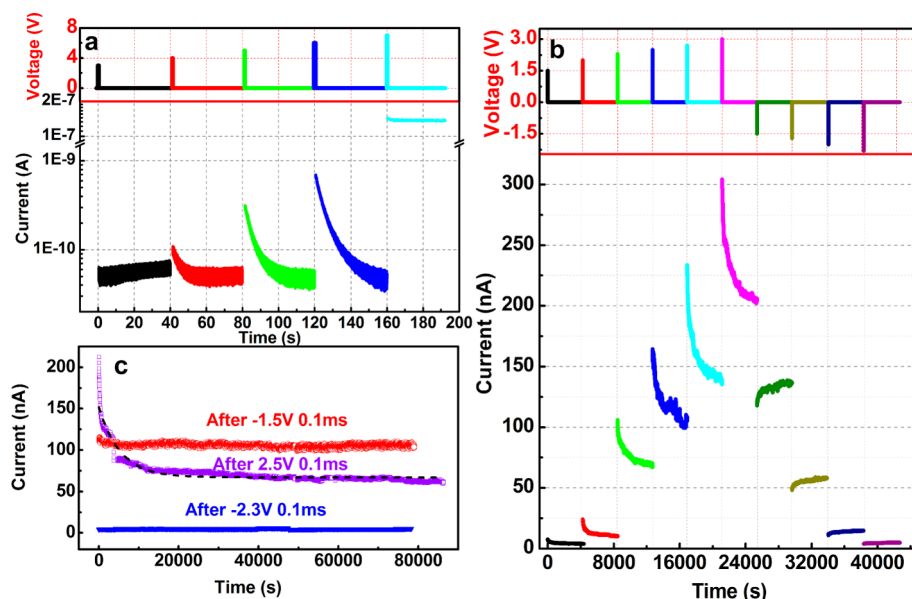 a
Voltage (V)
8
4
0
2E-7
1E-7
1E-9
1E-10
Current (A)
0 20 40 60 80 100 120 140 160 180 200
Time (s)
b
Voltage (V)
3.0
1.5
0.0
-1.5
300
250
200
150
100
50
0
Current (nA)
0 8000 16000 24000 32000 40000
Time (s)
c
200
150
100
50
0
Current (nA)
After -1.5V 0.1ms
After 2.5V 0.1ms
After -2.3V 0.1ms
0 20000 40000 60000 80000
Time (s)